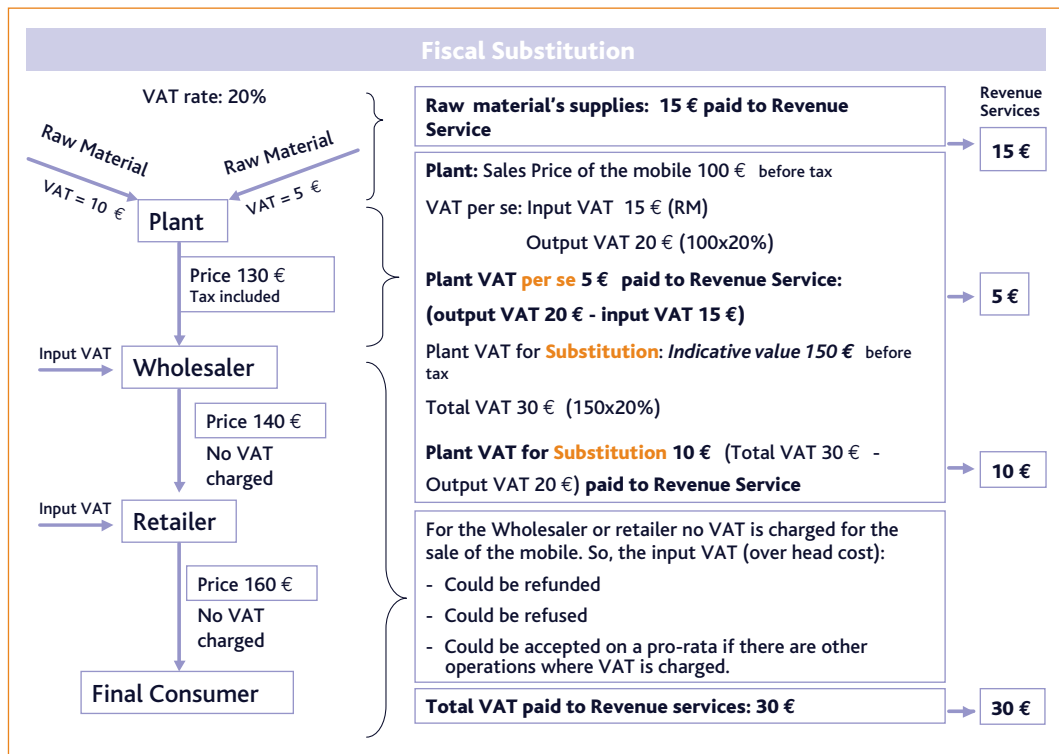 Fiscal Substitution
VAT rate: 20%
Raw Material
VAT = 10 €
Raw Material
VAT = 5 €
Plant
Price 130 €
Tax included
Input VAT
Wholesaler
Price 140 €
No VAT
charged
Input VAT
Retailer
Price 160 €
No VAT
charged
Final Consumer
Raw material's supplies: 15 € paid to Revenue
Service
Plant: Sales Price of the mobile 100 € before tax
VAT per se: Input VAT 15 € (RM)
Output VAT 20 € (100x20%)
Plant VAT per se 5 € paid to Revenue Service:
(output VAT 20 € - input VAT 15 €)
Plant VAT for Substitution: Indicative value 150 € before
tax
Total VAT 30 € (150x20%)
Plant VAT for Substitution 10 € (Total VAT 30 € -
Output VAT 20 €) paid to Revenue Service
For the Wholesaler or retailer no VAT is charged for the
sale of the mobile. So, the input VAT (over head cost):
- Could be refunded
- Could be refused
- Could be accepted on a pro-rata if there are other
operations where VAT is charged.
Total VAT paid to Revenue services: 30 €
Revenue
Services
15 €
5 €
10 €
30 €